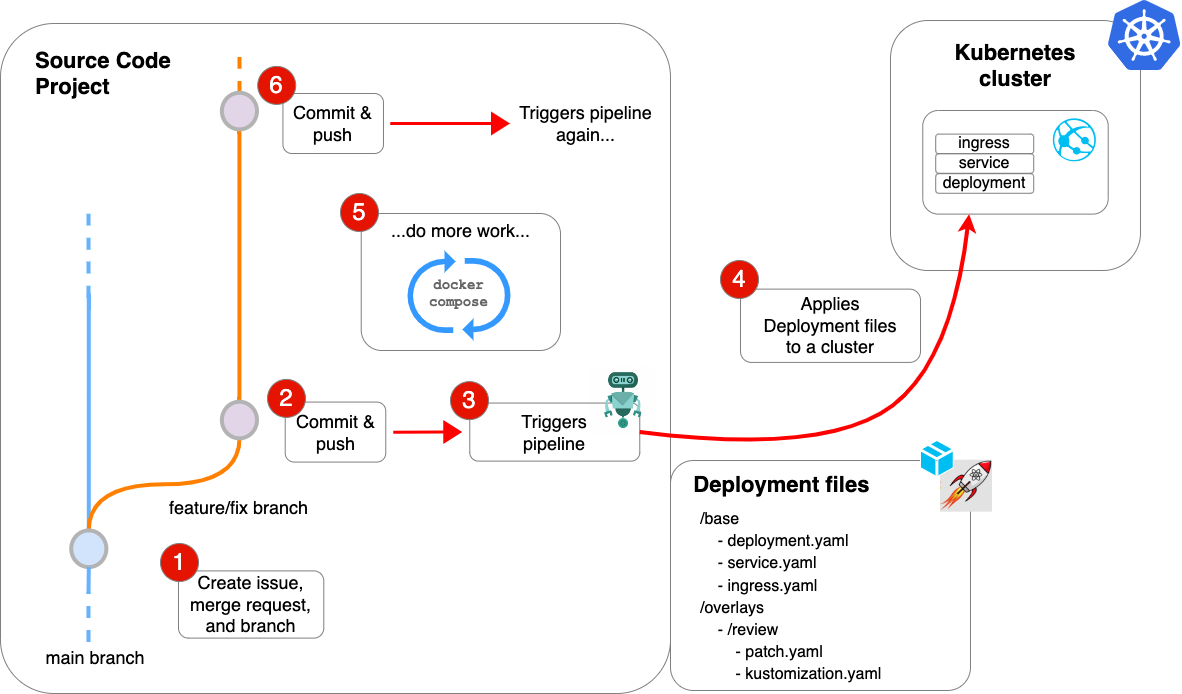 Source Code
Project
6
Commit &
push
Triggers pipeline
again...
5
...do more work...
docker
compose
2
Commit &
push
3
Triggers
pipeline
feature/fix branch
1
Create issue,
merge request,
and branch
main branch
4
Applies
Deployment files
to a cluster
Kubernetes
cluster
ingress
service
deployment
Deployment files
/base
- deployment.yaml
- service.yaml
- ingress.yaml
/overlays
- /review
- patch.yaml
- kustomization.yaml